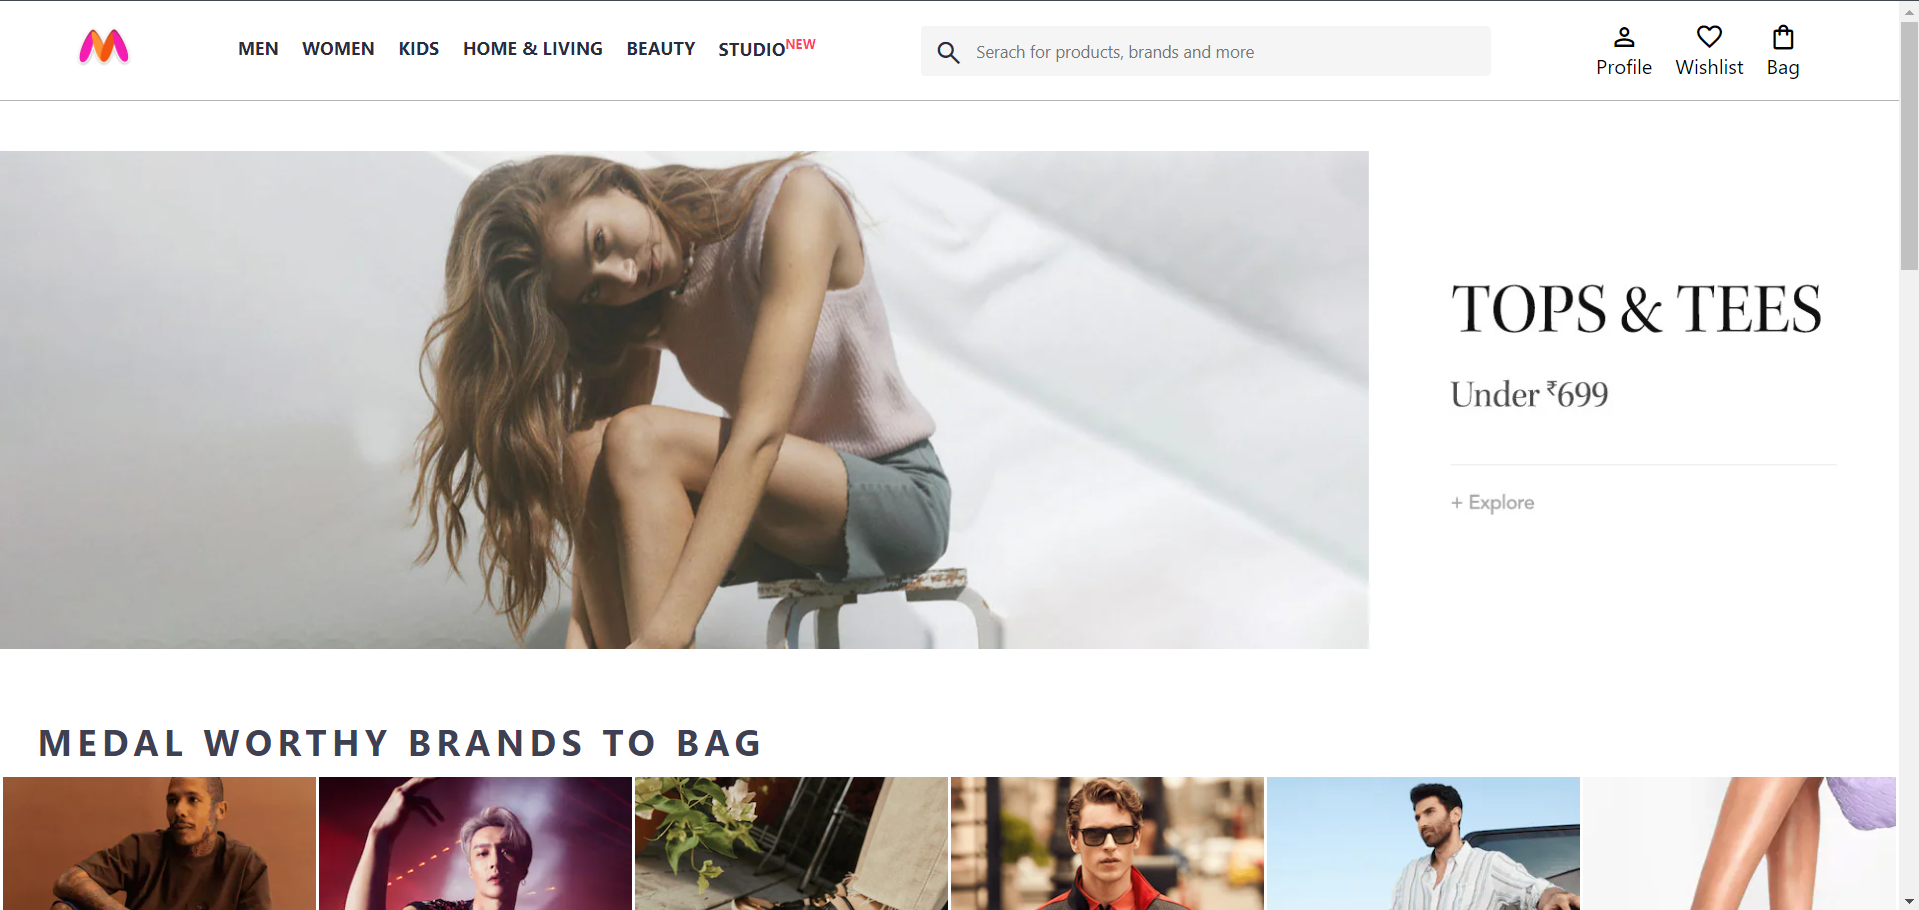 MEN WOMEN KIDS HOME & LIVING BEAUTY STUDIO NEW
Serach for products, brands and more
Profile Wishlist Bag
TOPS & TEES
Under ₹699
+ Explore
MEDAL WORTHY BRANDS TO BAG